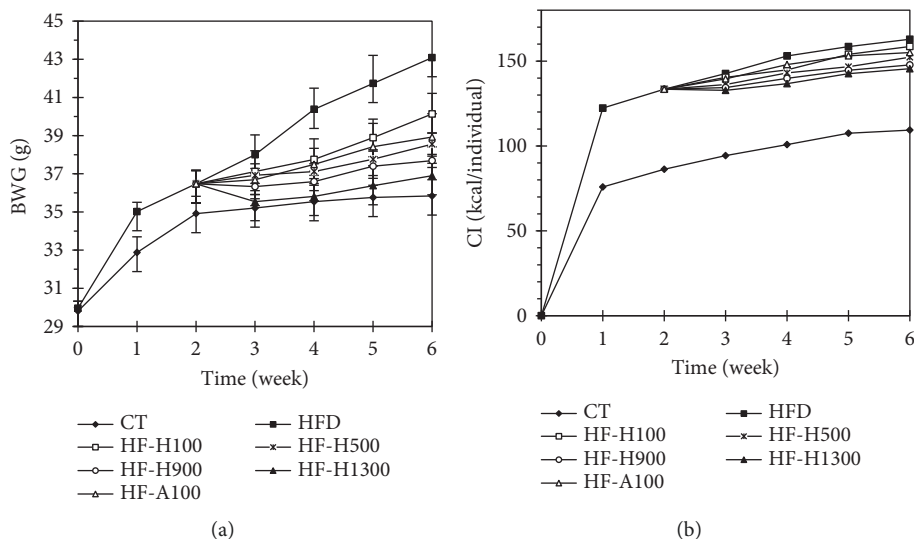 BWG (g)
45
43
41
39
37
35
33
31
29
0 1 2 3 4 5 6
Time (week)
CT HFD
HF-H100 HF-H500
HF-H900 HF-H1300
HF-A100
(a)
CI (kcal/individual)
150
100
50
0
0 1 2 3 4 5 6
Time (week)
CT HFD
HF-H100 HF-H500
HF-H900 HF-H1300
HF-A100
(b)